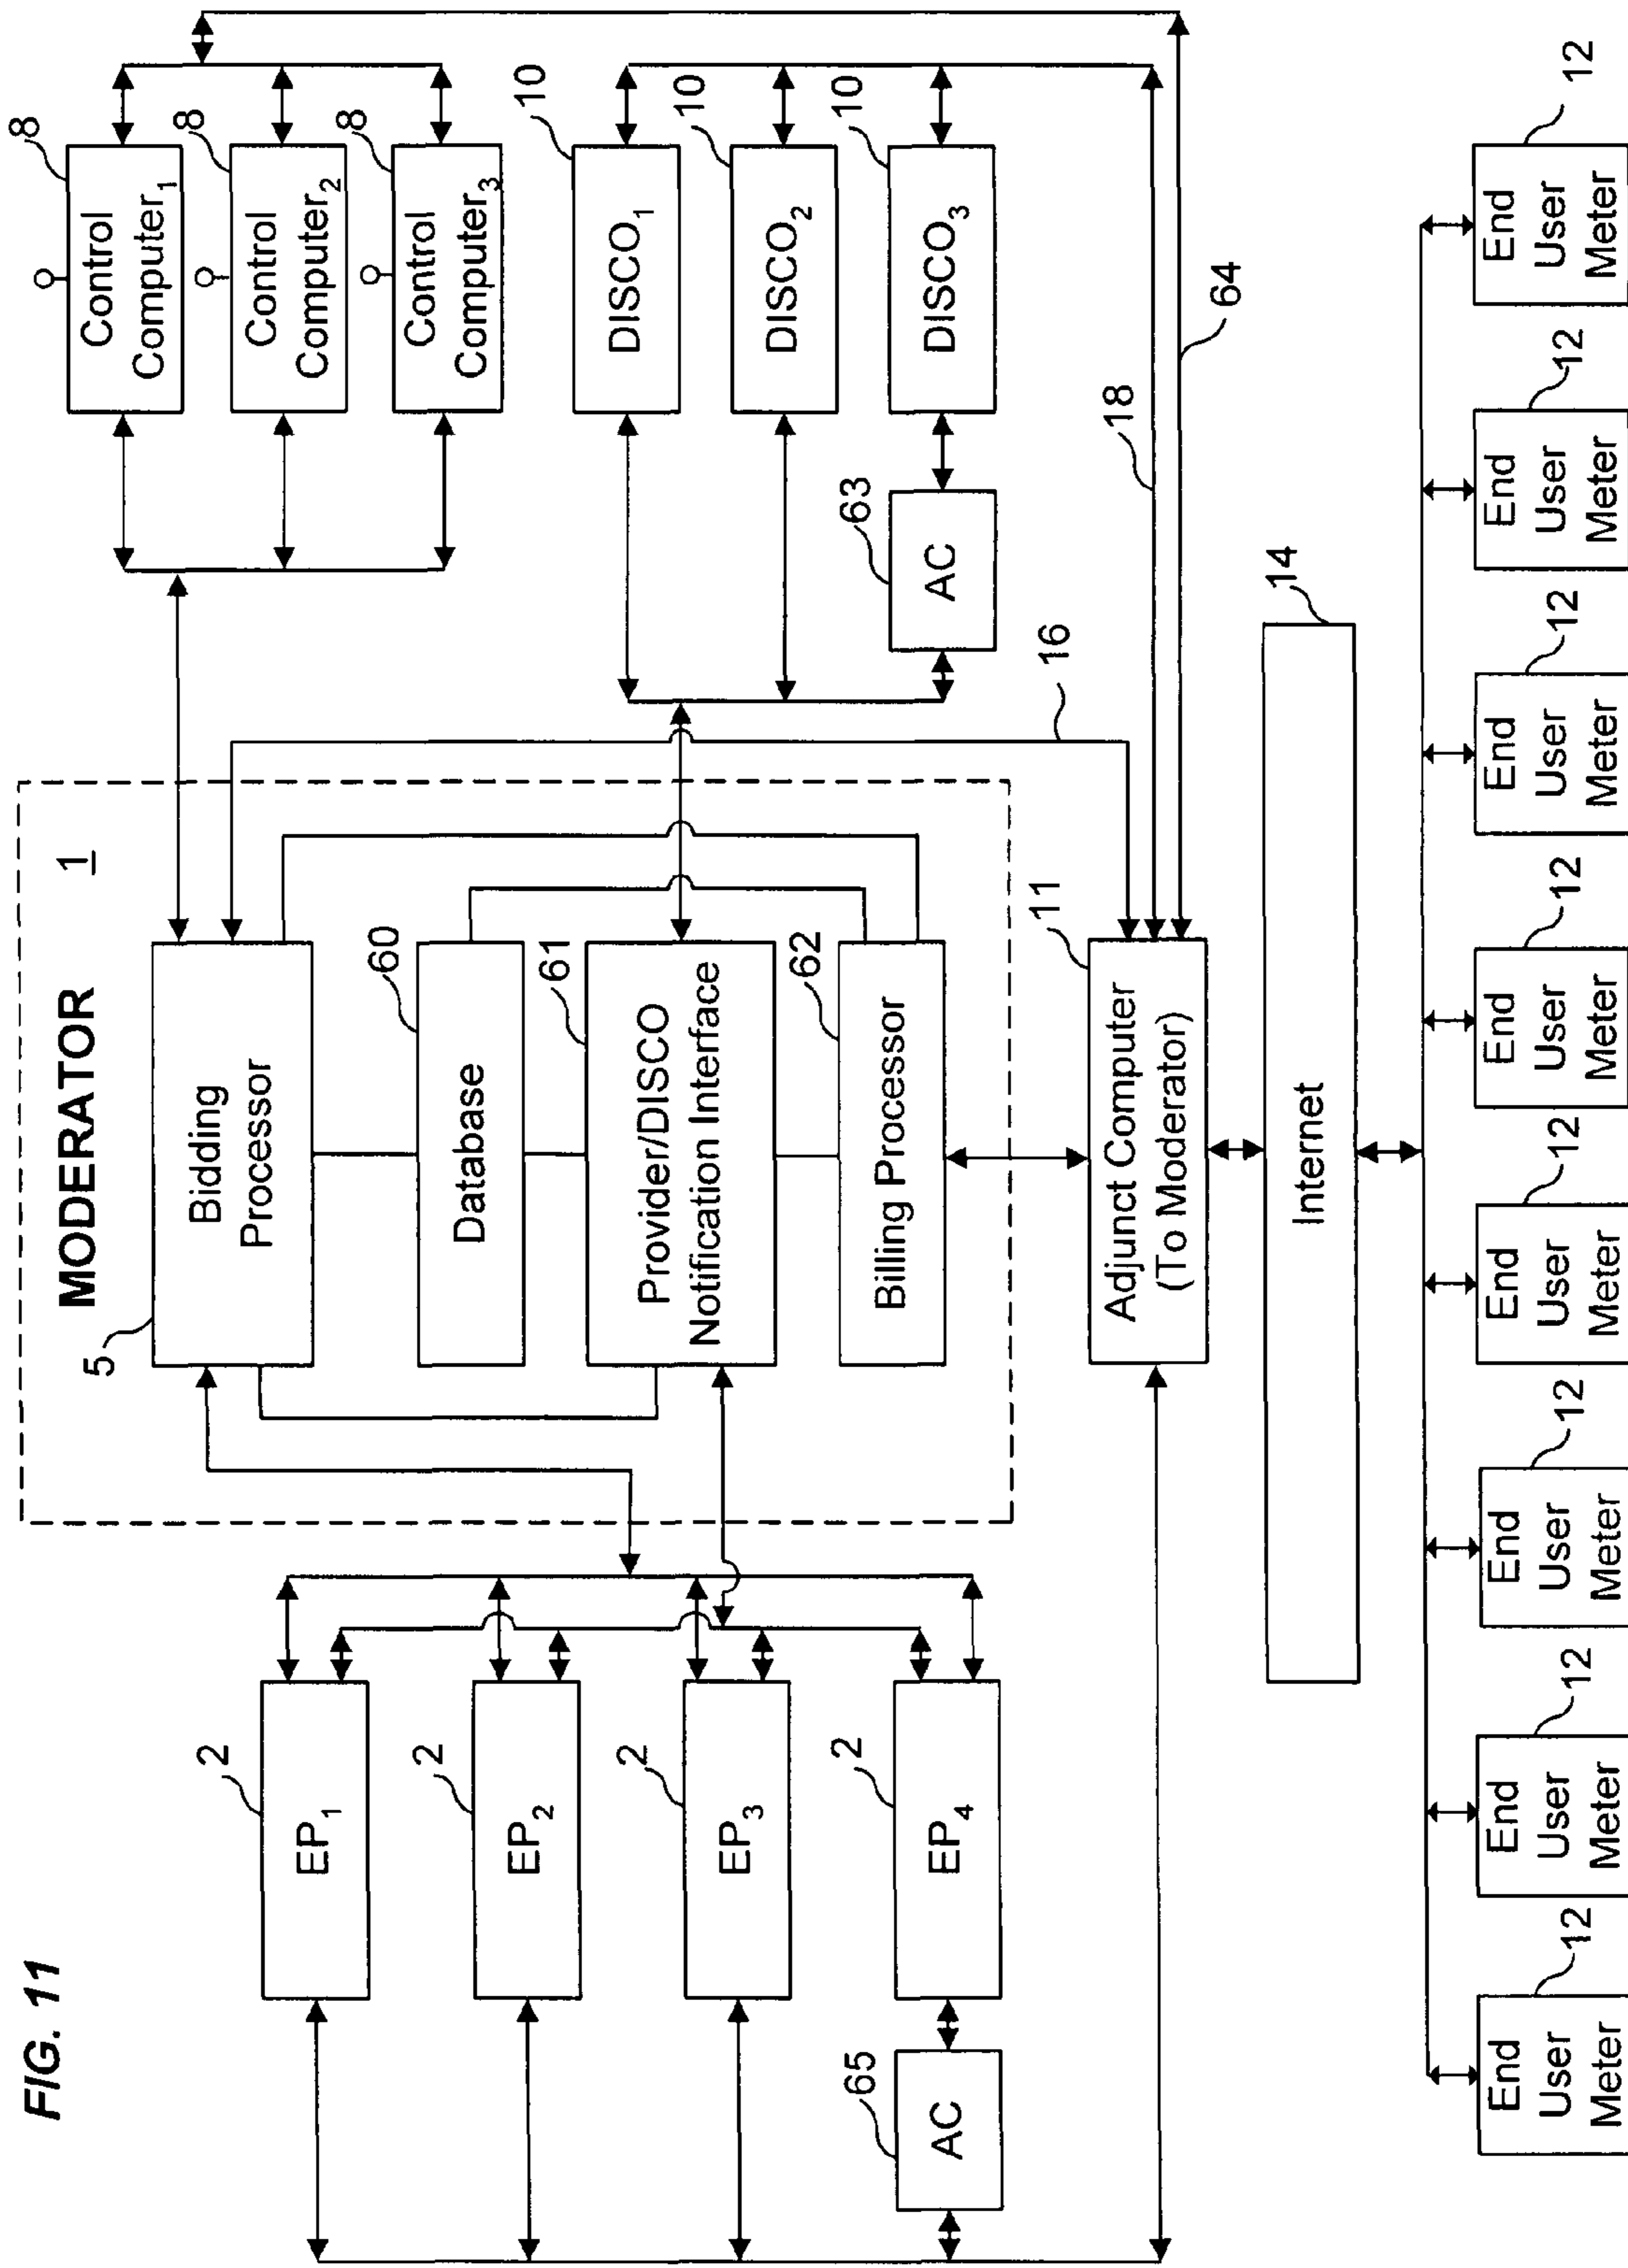 FIG. 11
MODERATOR 1
5
Bidding
Processor
60
Database
61
Provider/DISCO
Notification Interface
62
Billing Processor
2
EP1
2
EP2
2
EP3
2
EP4
65
AC
8
Control
Computer1
8
Control
Computer2
8
Control
Computer3
10
DISCO1
10
DISCO2
10
DISCO3
63
AC
16
18
64
11
Adjunct Computer
(To Moderator)
14
Internet
12
End
User
Meter
12
End
User
Meter
12
End
User
Meter
12
End
User
Meter
12
End
User
Meter
12
End
User
Meter
12
End
User
Meter
12
End
User
Meter